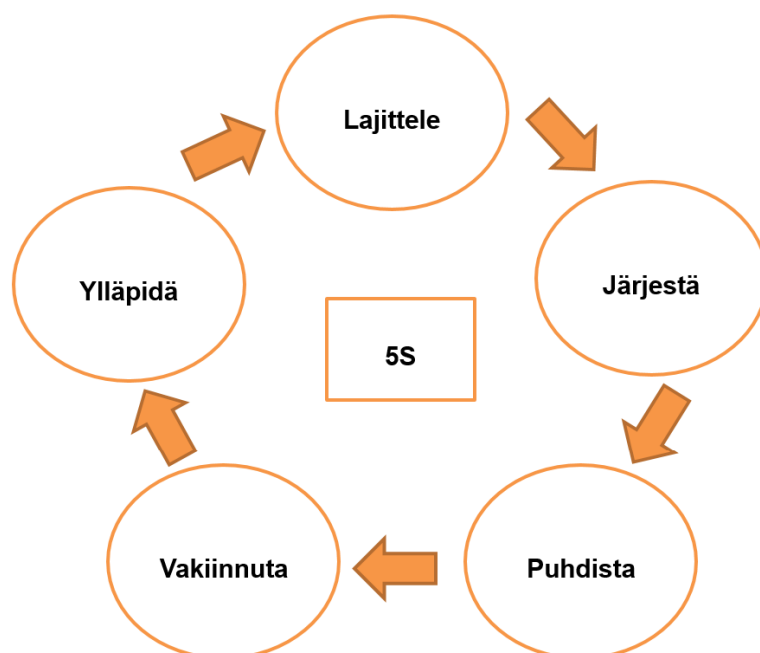 Lajittele
Järjestä
Puhdista
Vakiinnuta
Ylläpidä
5S